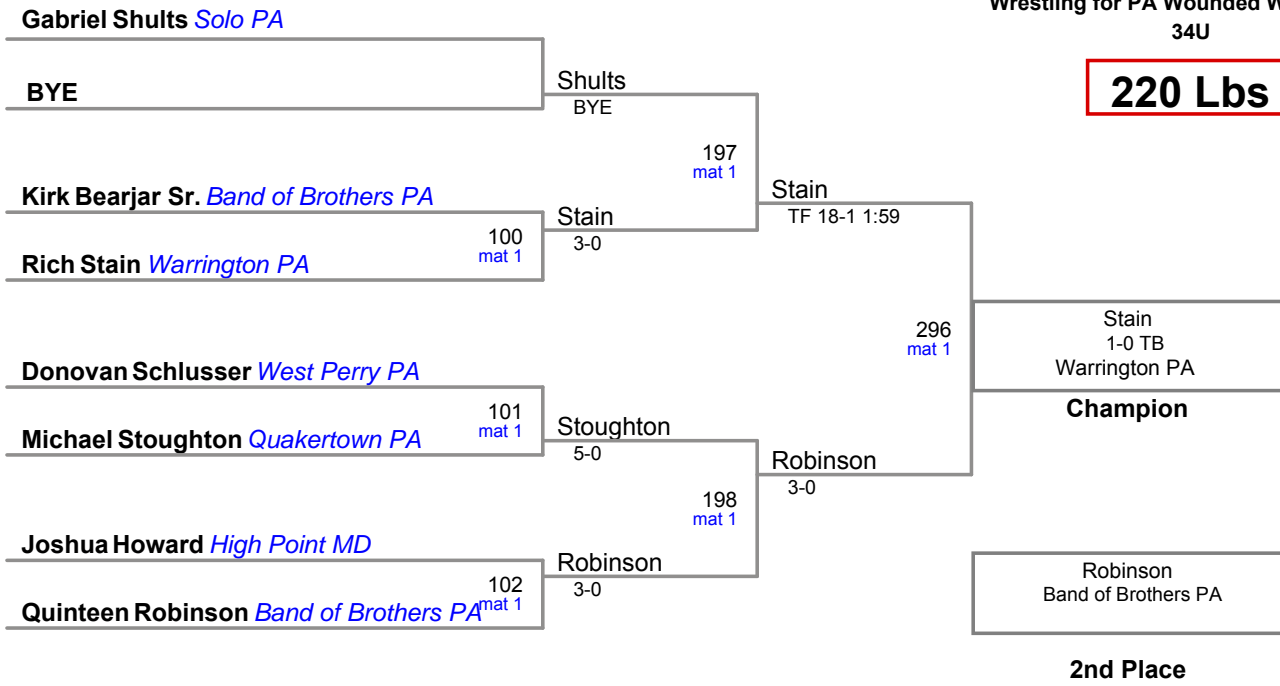 Gabriel Shults Solo PA
Wrestling for PA Wounded W
34U
220 Lbs
BYE
Shults
BYE
197
mat 1
Kirk Bearjar Sr. Band of Brothers PA
Stain
TF 18-1 1:59
100
mat 1
Stain
3-0
Rich Stain Warrington PA
296
mat 1
Stain
1-0 TB
Warrington PA
Champion
Donovan Schlusser West Perry PA
101
mat 1
Stoughton
5-0
Michael Stoughton Quakertown PA
Robinson
3-0
198
mat 1
Joshua Howard High Point MD
Robinson
3-0
102
mat 1
Quinteen Robinson Band of Brothers PA
Robinson
Band of Brothers PA
2nd Place